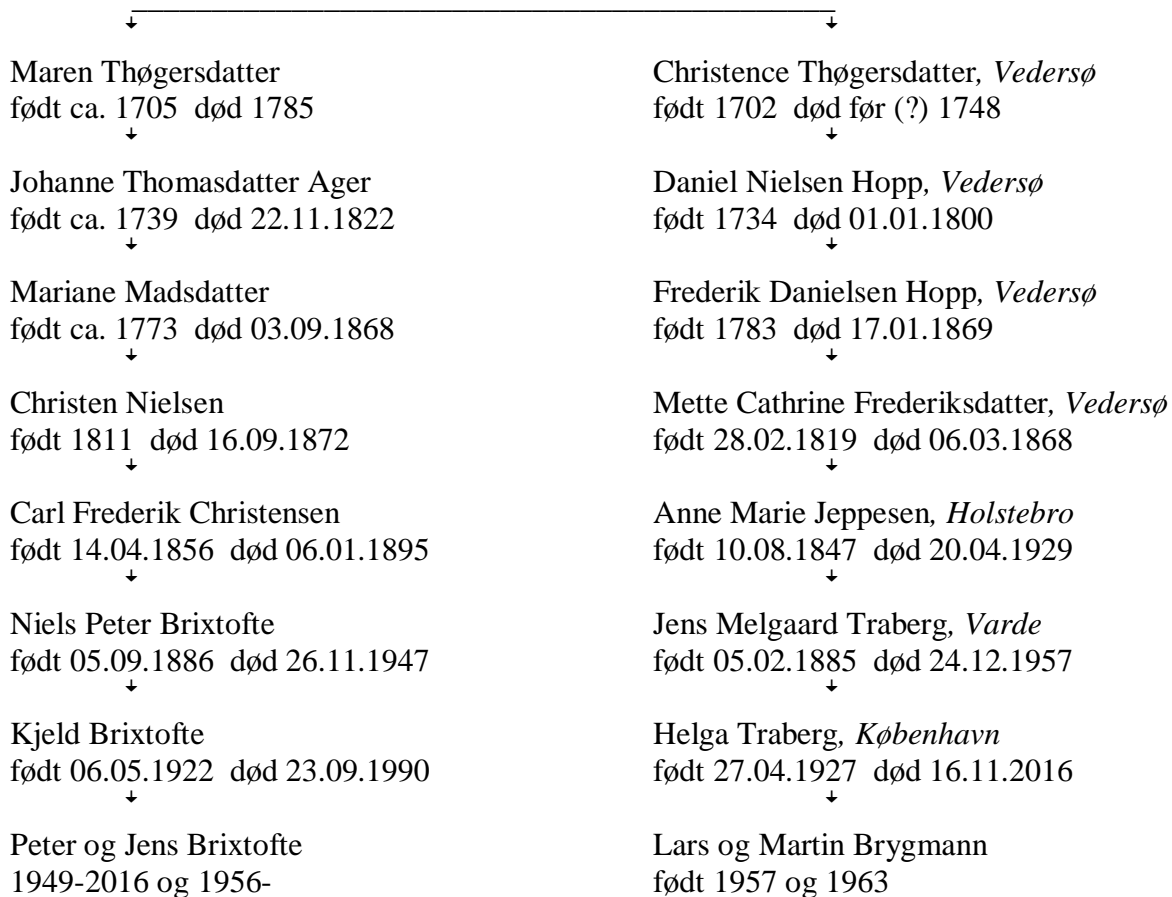 Maren Thøgersdatter
født ca. 1705 død 1785
Johanne Thomasdatter Ager
født ca. 1739 død 22.11.1822
Mariane Madsdatter
født ca. 1773 død 03.09.1868
Christen Nielsen
født 1811 død 16.09.1872
Carl Frederik Christensen
født 14.04.1856 død 06.01.1895
Niels Peter Brixtofte
født 05.09.1886 død 26.11.1947
Kjeld Brixtofte
født 06.05.1922 død 23.09.1990
Peter og Jens Brixtofte
1949-2016 og 1956-
Christence Thøgersdatter, Vedersø
født 1702 død før (?) 1748
Daniel Nielsen Hopp, Vedersø
født 1734 død 01.01.1800
Frederik Danielsen Hopp, Vedersø
født 1783 død 17.01.1869
Mette Cathrine Frederiksdatter, Vedersø
født 28.02.1819 død 06.03.1868
Anne Marie Jeppesen, Holstebro
født 10.08.1847 død 20.04.1929
Jens Melgaard Traberg, Varde
født 05.02.1885 død 24.12.1957
Helga Traberg, København
født 27.04.1927 død 16.11.2016
Lars og Martin Brygmann
født 1957 og 1963